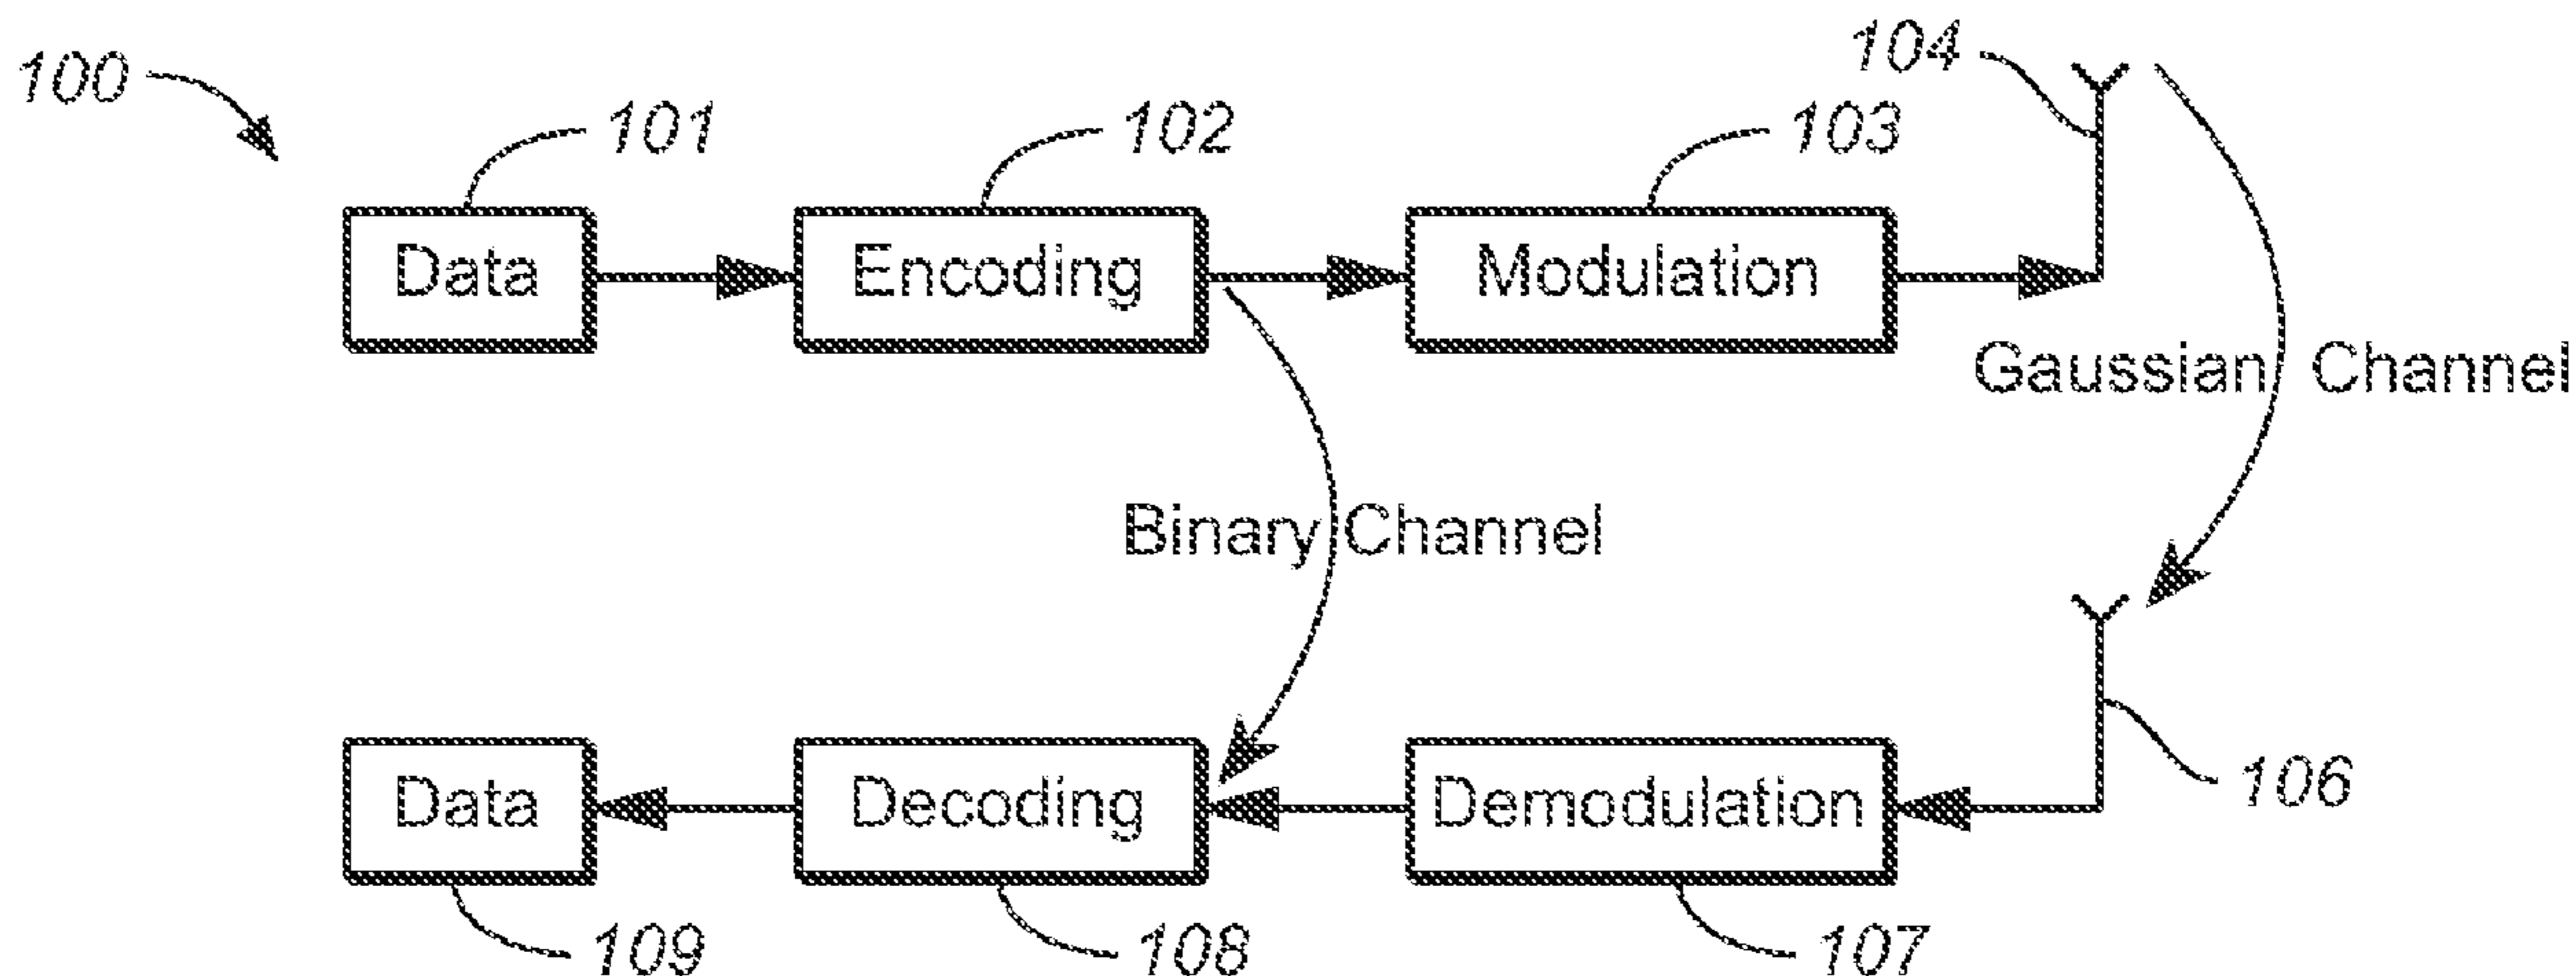 100
104
101
102
103
Data
Encoding
Modulation
Gaussian Channel
Binary Channel
Data
Decoding
Demodulation
106
109
108
107